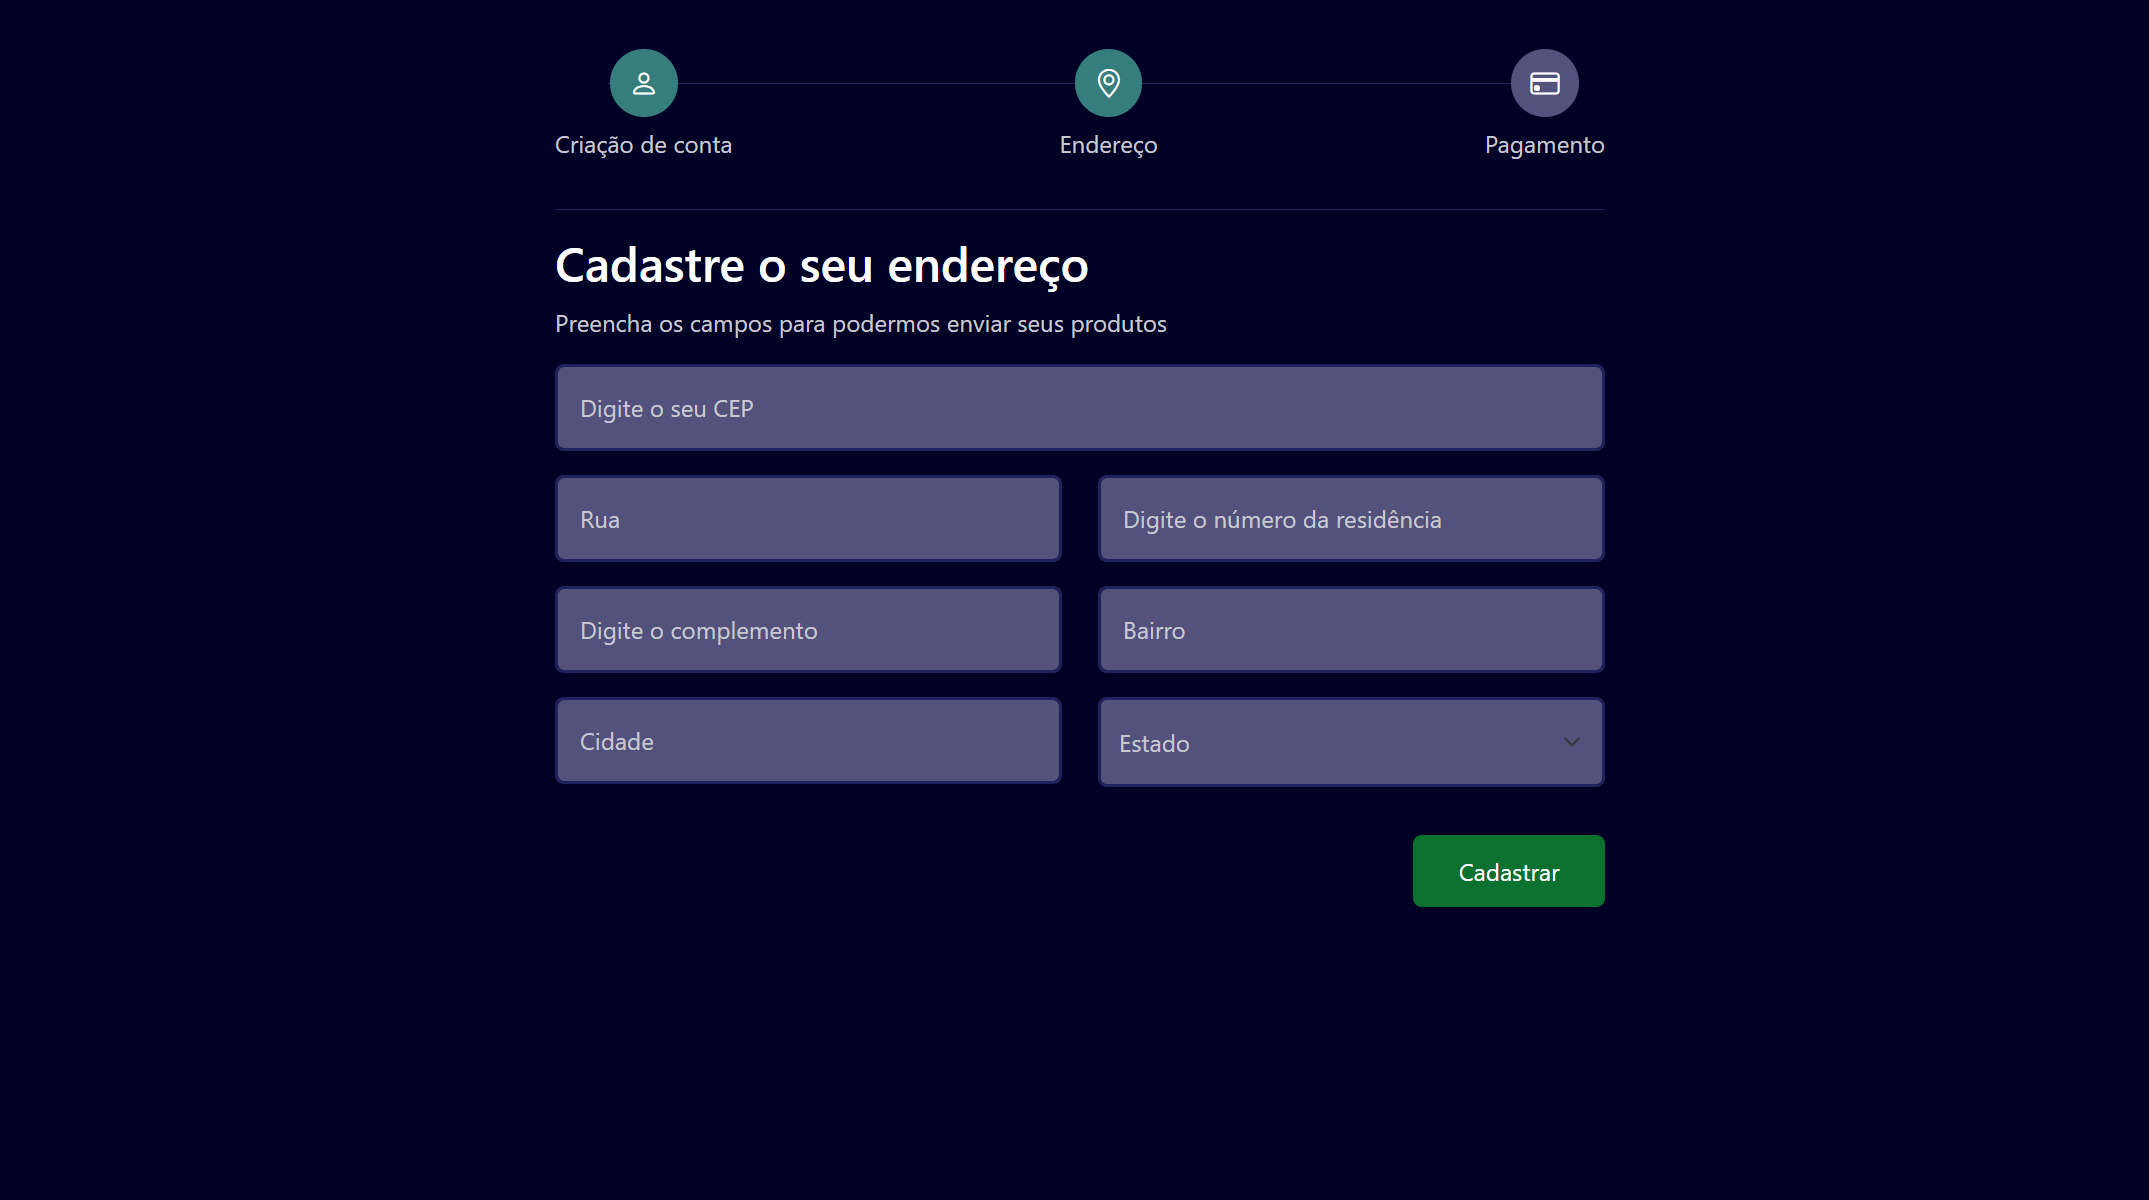 Criação de conta
Endereço
Pagamento
Cadastre o seu endereço
Preencha os campos para podermos enviar seus produtos
Digite o seu CEP
Rua
Digite o número da residência
Digite o complemento
Bairro
Cidade
Estado
Cadastrar